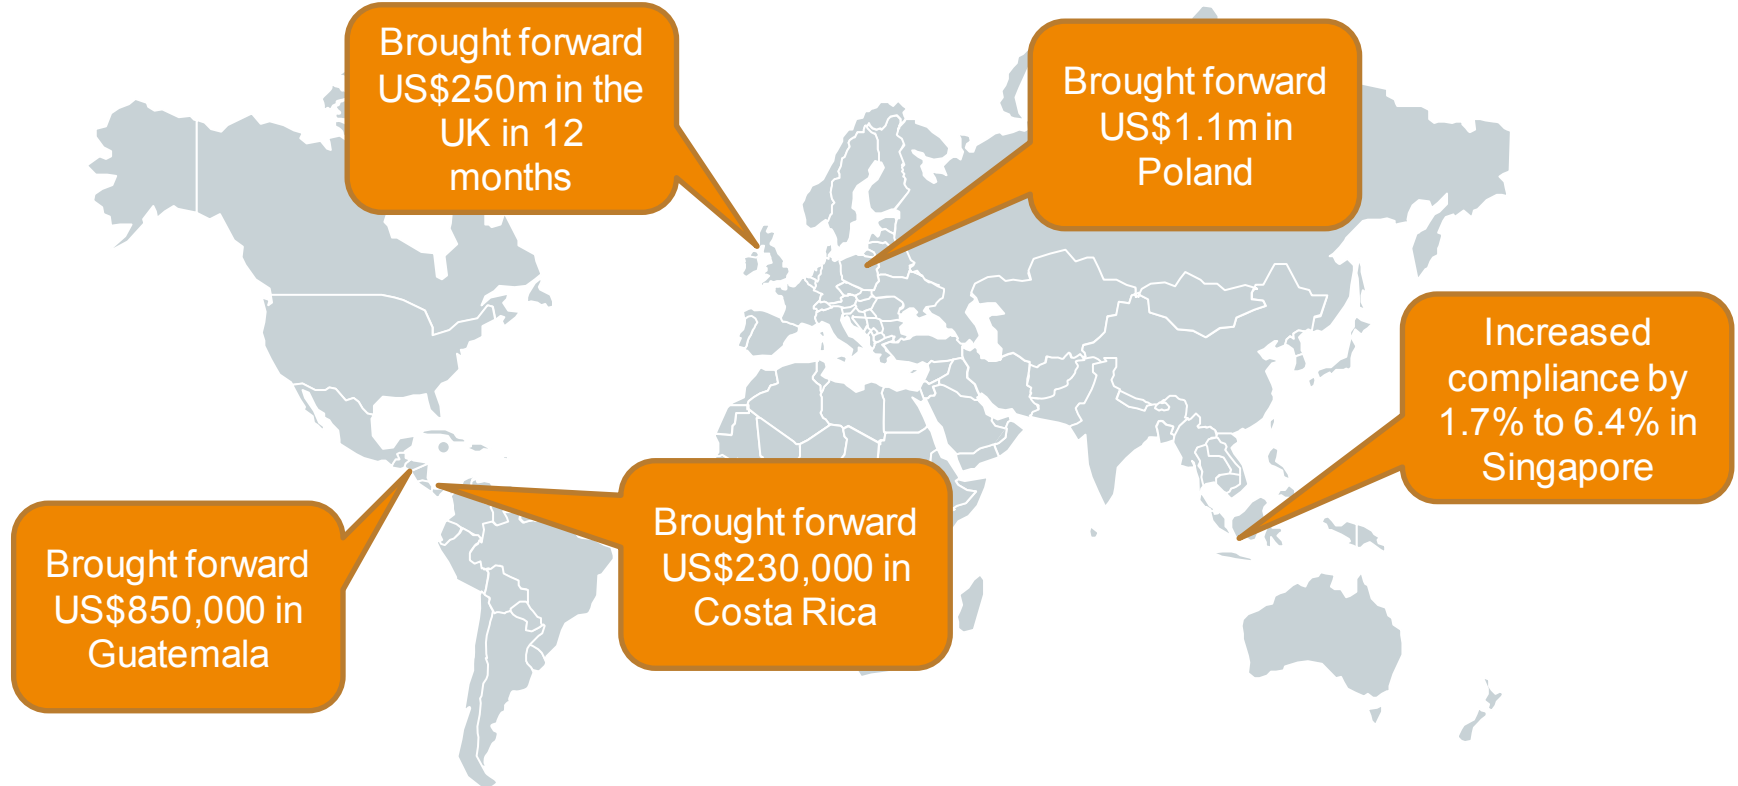 Brought forward
US$250m in the
UK in 12
months
Brought forward
US$1.1m in
Poland
Increased
compliance by
1.7% to 6.4% in
Singapore
Brought forward
US$230,000 in
Costa Rica
Brought forward
US$850,000 in
Guatemala